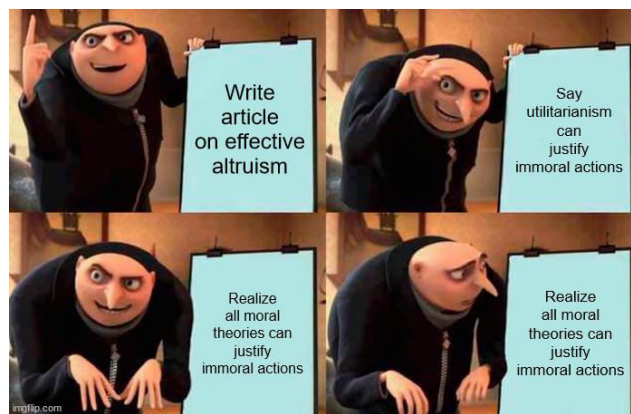 Write
article
on effective
altruism
Say
utilitarianism
can
justify
immoral actions
Realize
all moral
theories can
justify
immoral actions
Realize
all moral
theories can
justify
immoral actions
imgflip.com